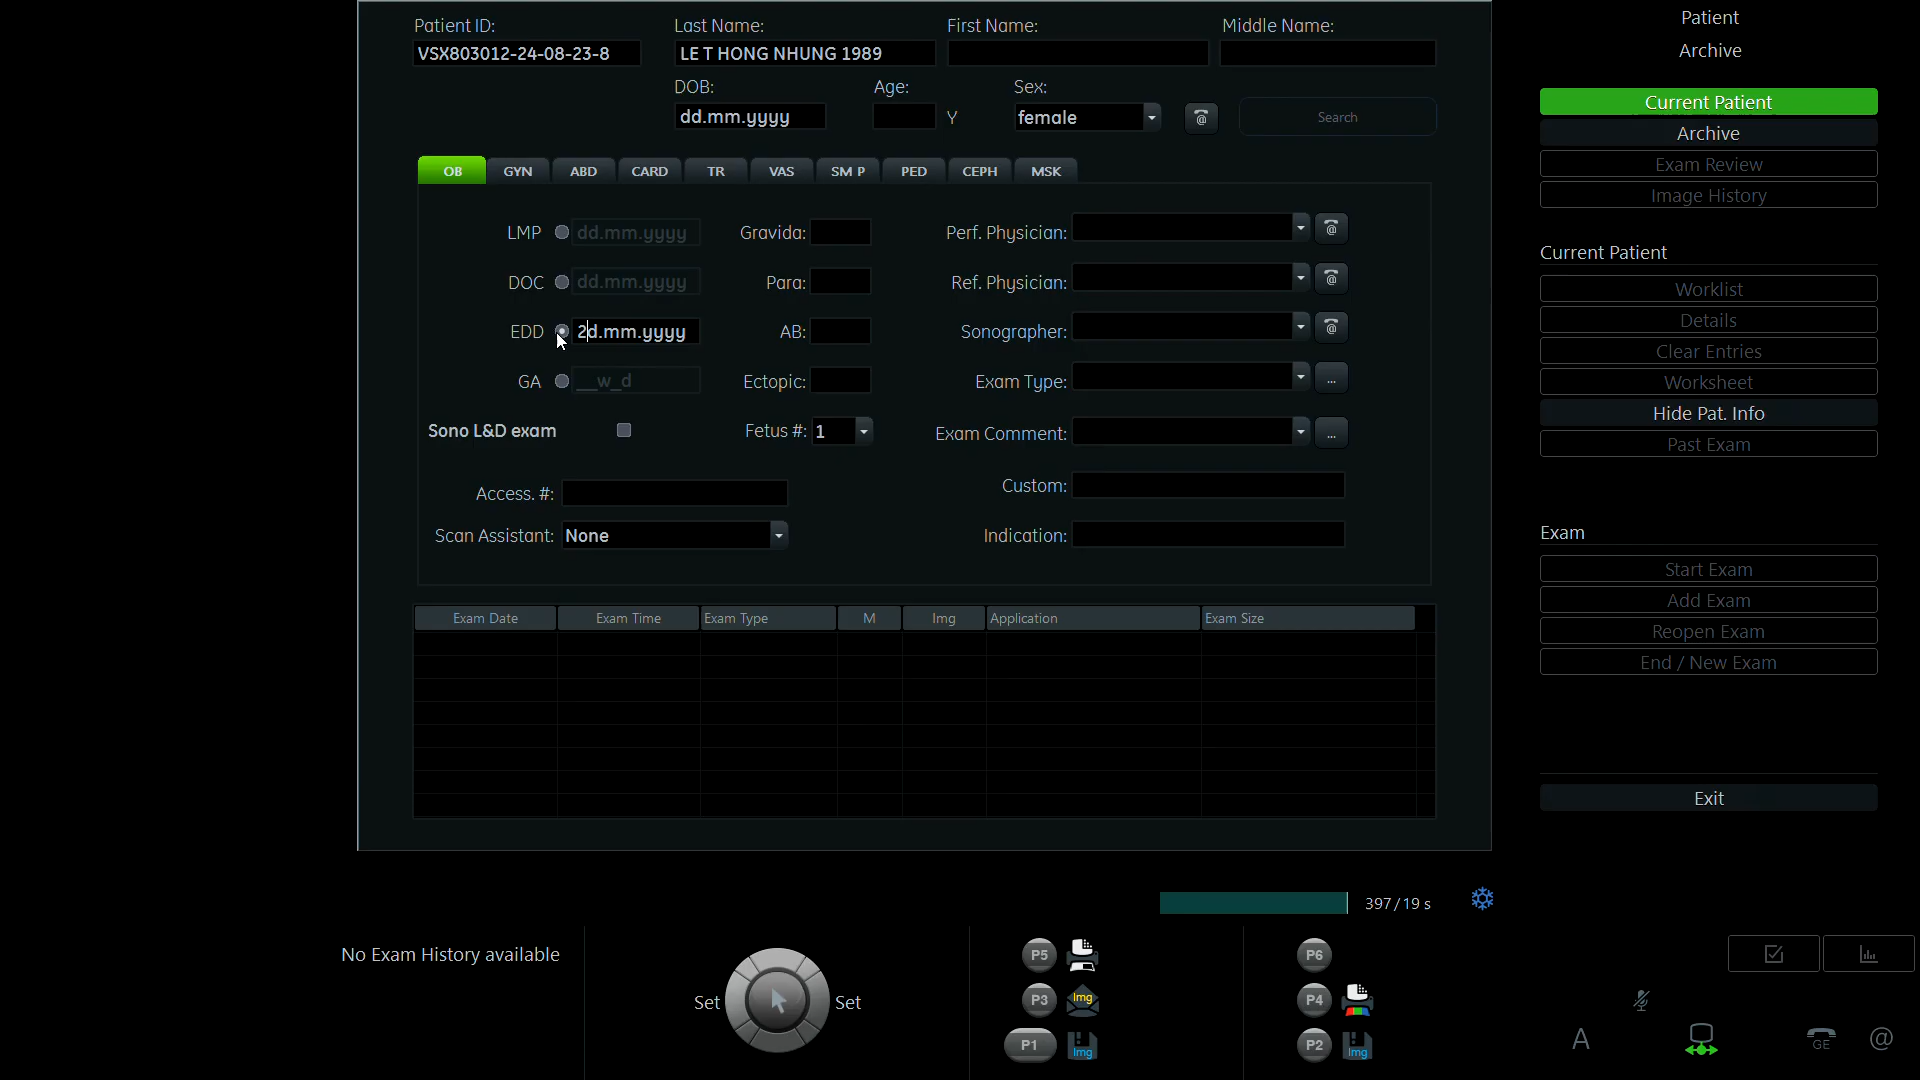 Patient ID: Last Name: First Name: Middle Name:
VSX803012-24-08-23-8 LE T HONG NHUNG 1989
DOB: Age: Sex:
dd.mm.yyyy Y female @ Search
OB GYN ABD CARD TR VAS SM P PED CEPH MSK
LMP dd.mm.yyyy Gravida: Perf. Physician: @
DOC dd.mm.yyyy Para: Ref. Physician: @
EDD 2d.mm.yyyy AB: Sonographer: @
GA __w_d Ectopic: Exam Type: ...
Sono L&D exam Fetus #: 1 Exam Comment: ...
Access. #: Custom:
Scan Assistant: None Indication:
Exam Date Exam Time Exam Type M Img Application Exam Size
397/19 s
No Exam History available
Set Set
P5 P6
P3 Img P4
P1 Img P2 Img
Patient
Archive
Current Patient
Archive
Exam Review
Image History
Current Patient
Worklist
Details
Clear Entries
Worksheet
Hide Pat. Info
Past Exam
Exam
Start Exam
Add Exam
Reopen Exam
End / New Exam
Exit
A GE @